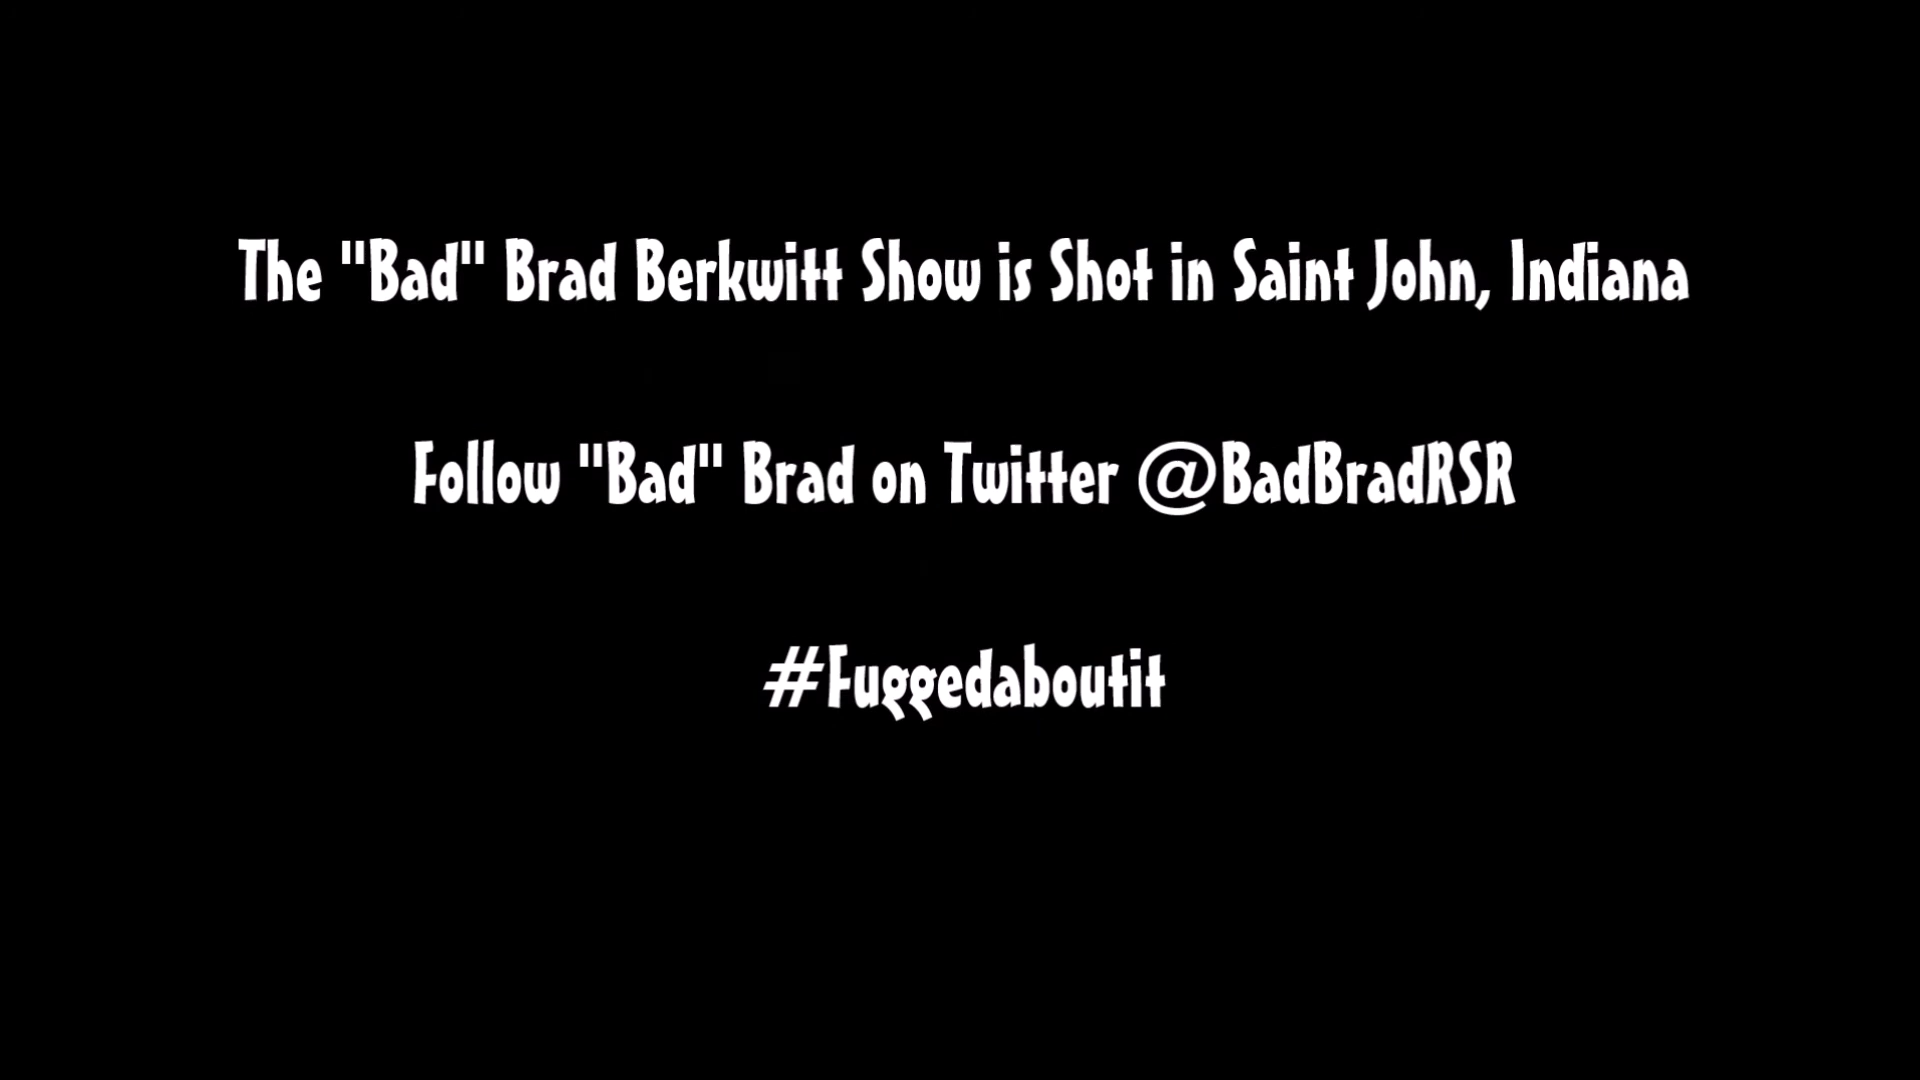 The "Bad" Brad Berkwitt Show is Shot in Saint John, Indiana
Follow "Bad" Brad on Twitter @BadBradRSR
#Fuggedaboutit